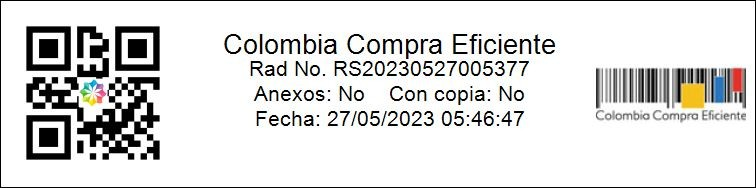 Colombia Compra Eficiente
Rad No. RS20230527005377
Anexos: No    Con copia: No
Fecha: 27/05/2023 05:46:47
Colombia Compra Eficiente